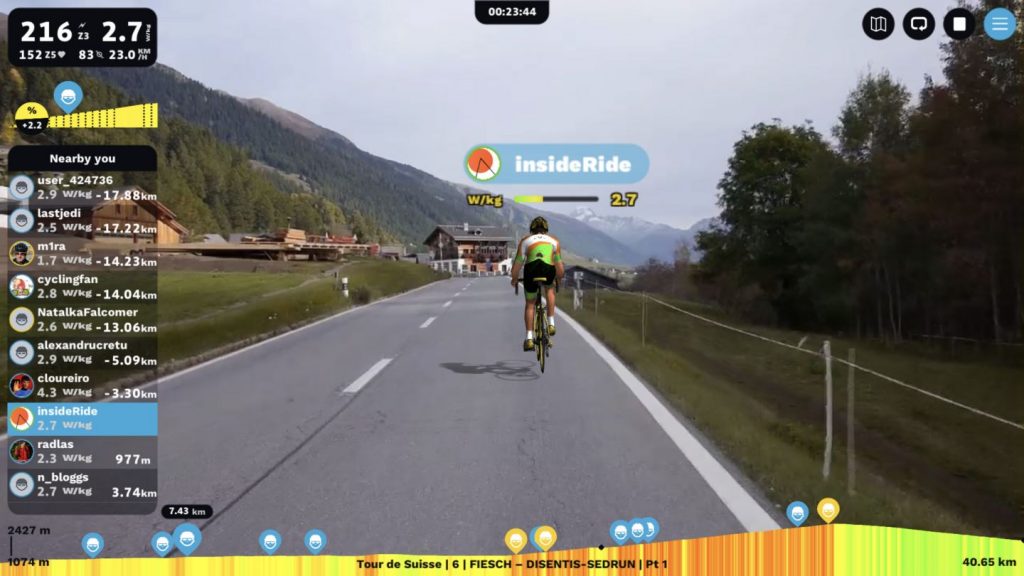 216 Z3 2.7 W/KG
152 Z5 83 23.0 KM/H
00:23:44
%
+2.2
Nearby you
user_424736
2.9 W/kg -17.88km
lastjedi
2.5 W/kg -17.22km
m1ra
1.7 W/kg -14.23km
cyclingfan
2.8 W/kg -14.04km
NatalkaFalcomer
2.6 W/kg -13.06km
alexandrucretu
2.9 W/kg -5.09km
cloureiro
4.3 W/kg -3.30km
insideRide
2.7 W/kg
radlas
2.3 W/kg 977m
n_bloggs
2.7 W/kg 3.74km
insideRide
W/kg 2.7
7.43 km
2427 m
1074 m
Tour de Suisse | 6 | FIESCH – DISENTIS-SEDRUN | Pt 1
40.65 km